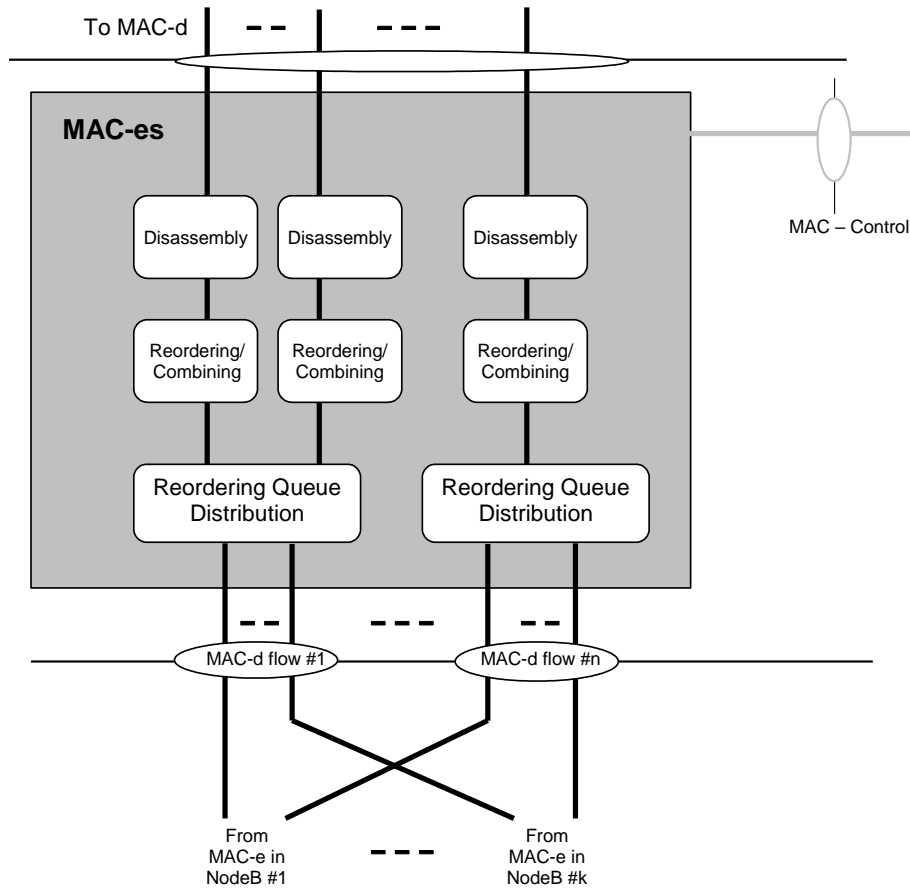 To MAC-d
MAC-es
MAC – Control
Disassembly
Disassembly
Disassembly
Reordering/
Combining
Reordering/
Combining
Reordering/
Combining
Reordering Queue
Distribution
Reordering Queue
Distribution
MAC-d flow #1
MAC-d flow #n
From
MAC-e in
NodeB #1
From
MAC-e in
NodeB #k